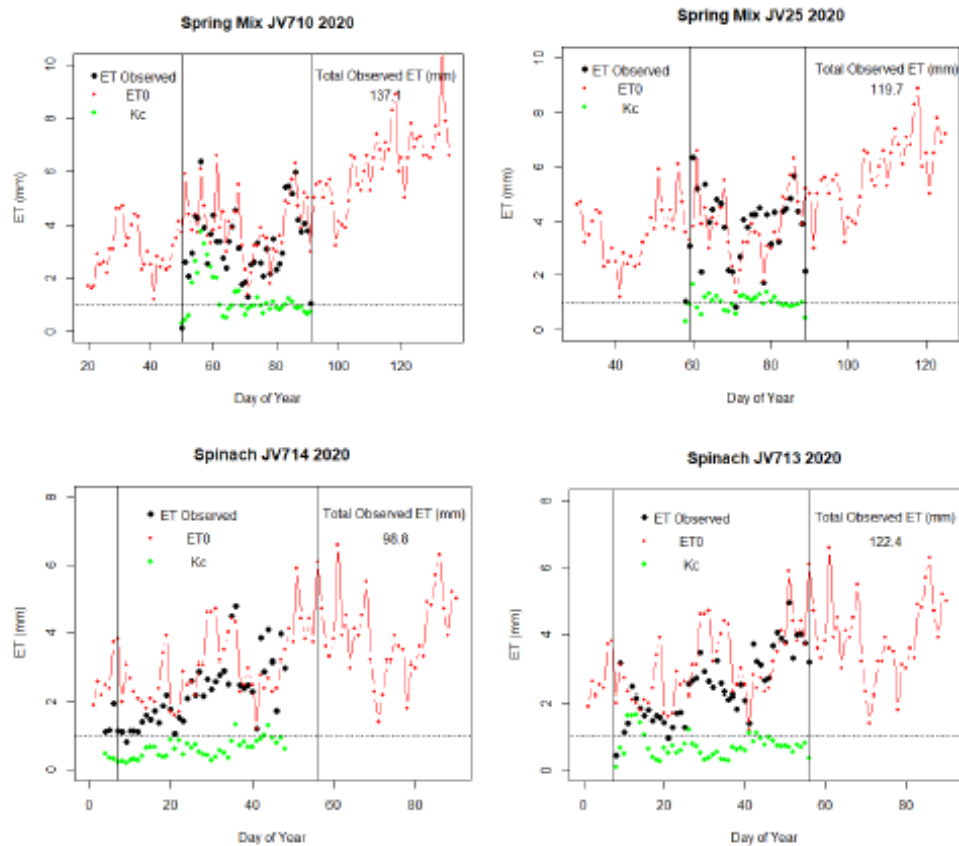 Spring Mix JV710 2020
ET Observed
ET0
Kc
Total Observed ET (mm)
137.1
ET (mm)
0 2 4 6 8 10
20 40 60 80 100 120
Day of Year
Spring Mix JV25 2020
ET Observed
ET0
Kc
Total Observed ET (mm)
119.7
ET (mm)
0 2 4 6 8 10
40 60 80 100 120
Day of Year
Spinach JV714 2020
ET Observed
ET0
Kc
Total Observed ET (mm)
98.8
ET (mm)
0 2 4 6 8
0 20 40 60 80
Day of Year
Spinach JV713 2020
ET Observed
ET0
Kc
Total Observed ET (mm)
122.4
ET (mm)
0 2 4 6 8
0 20 40 60 80
Day of Year